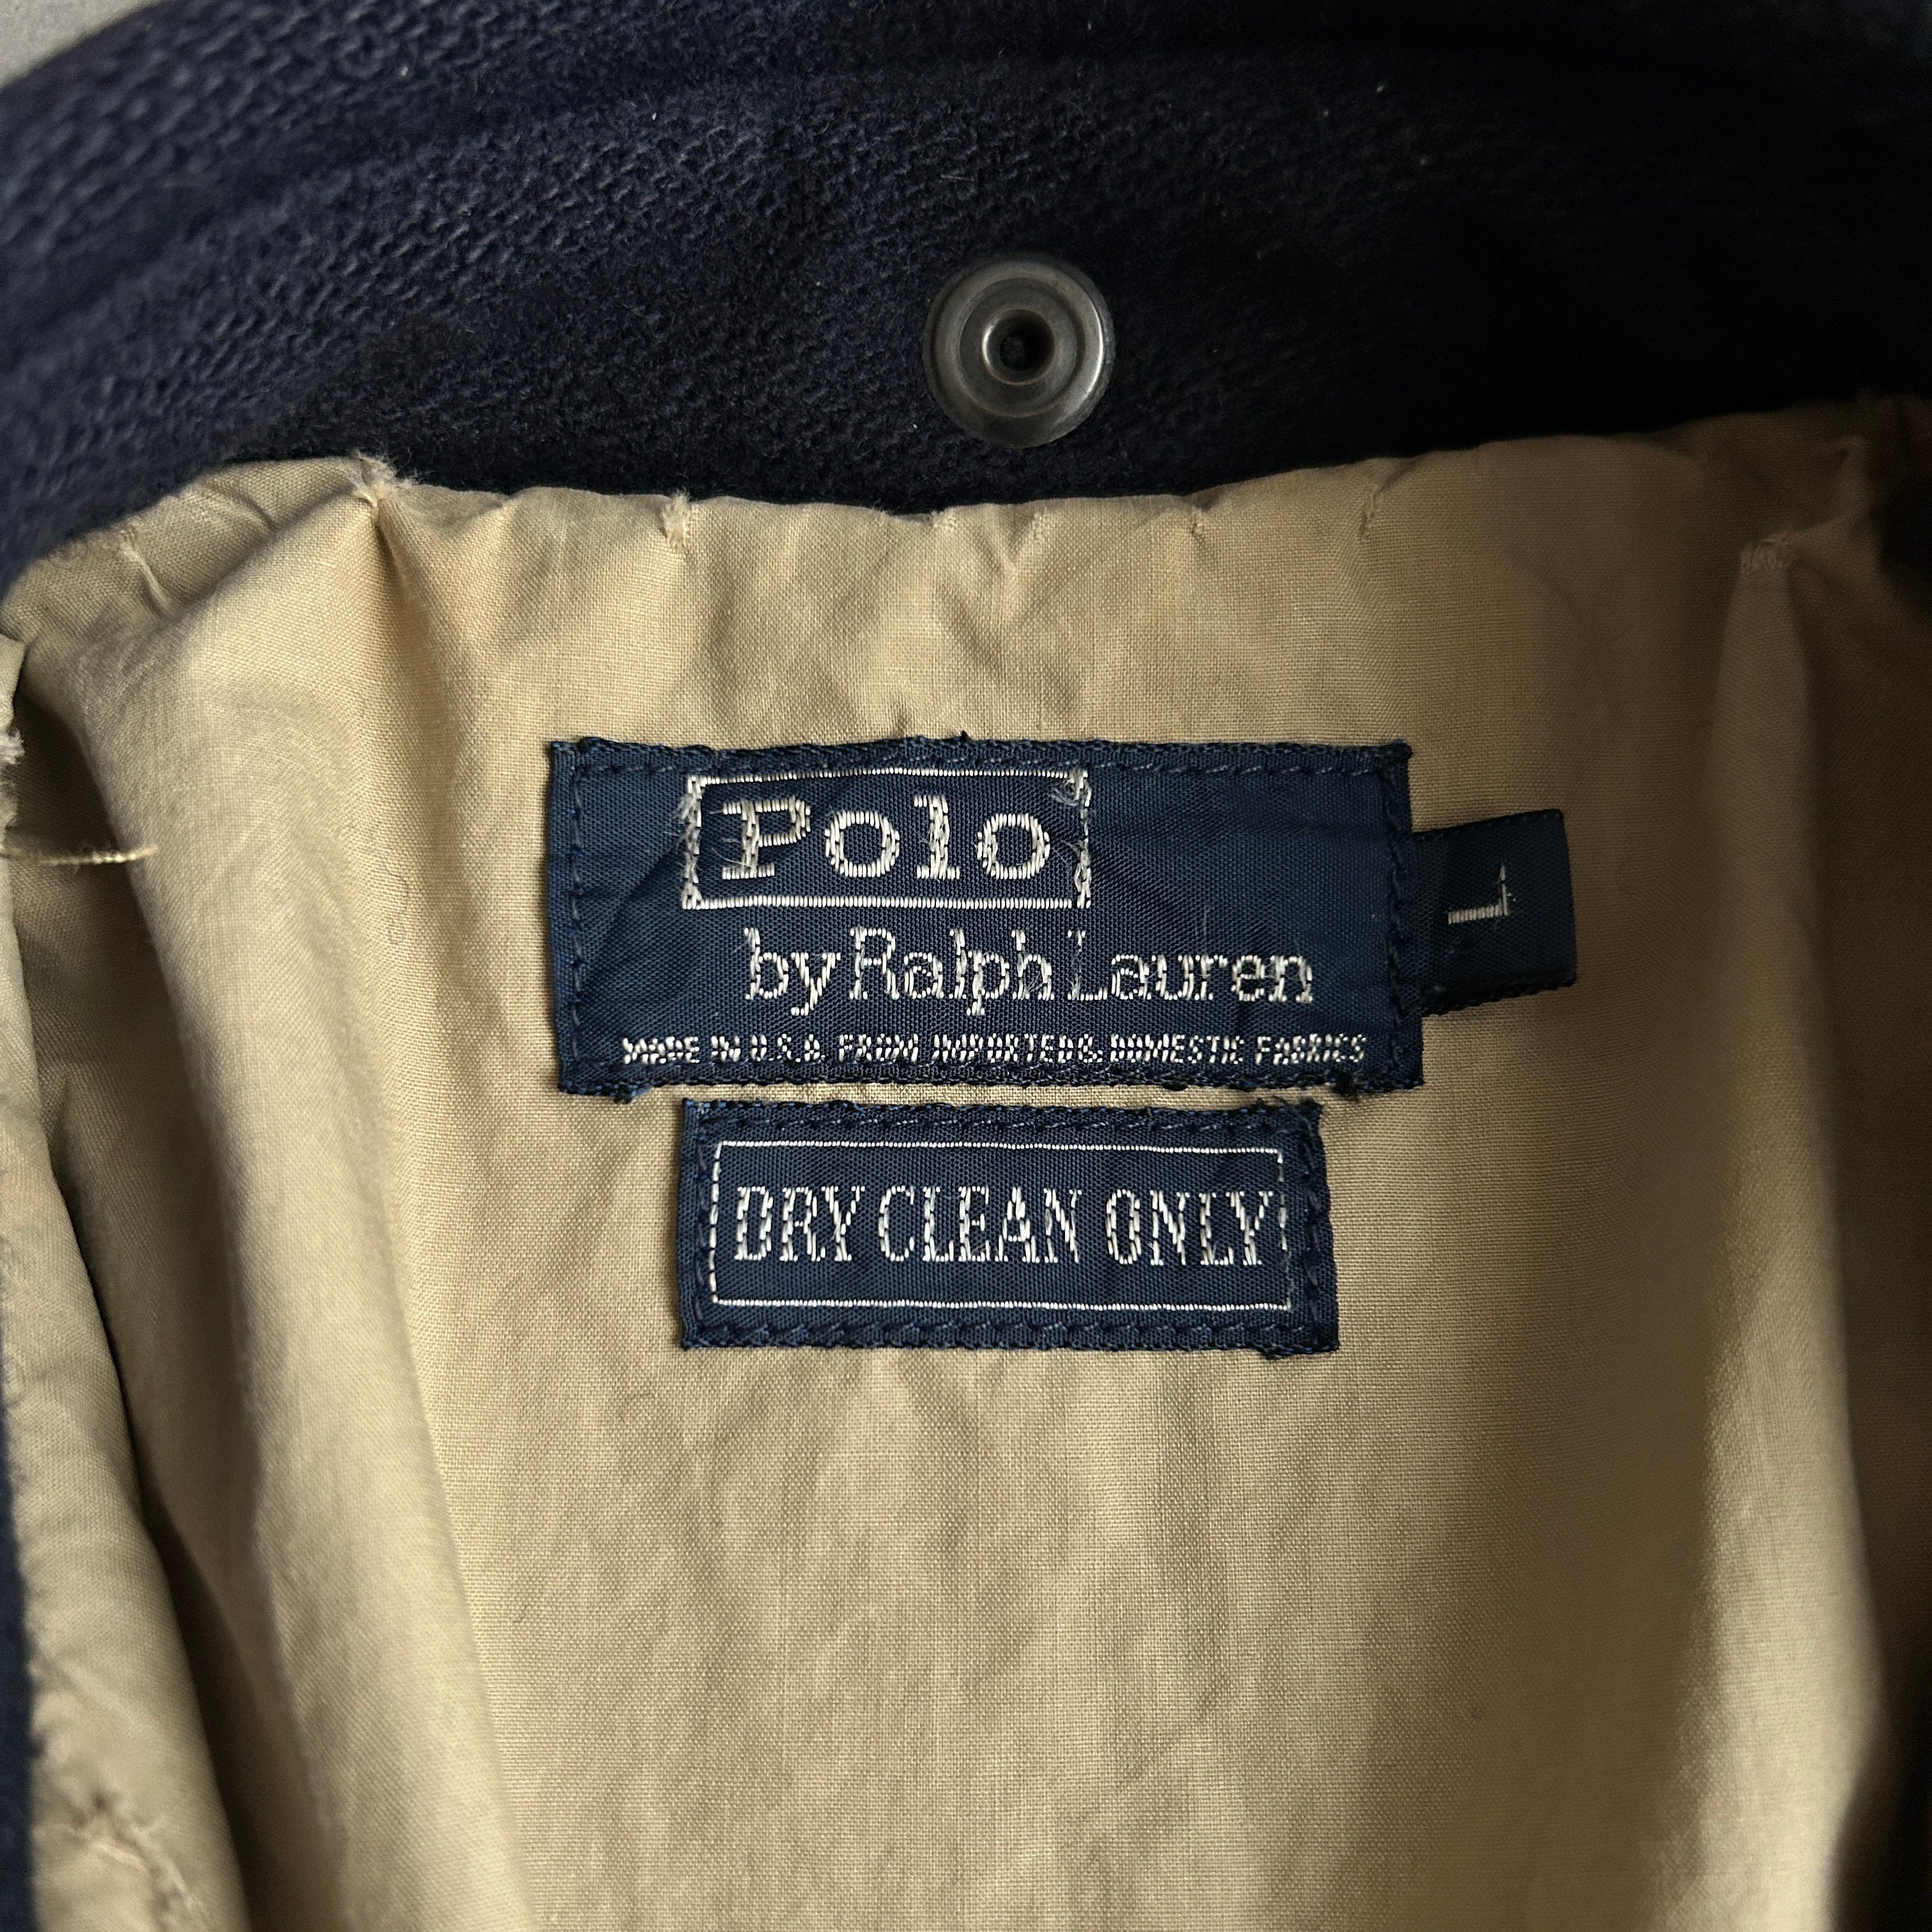 Polo
by Ralph Lauren
L
MADE IN U.S.A. FROM IMPORTED & DOMESTIC FABRICS
DRY CLEAN ONLY